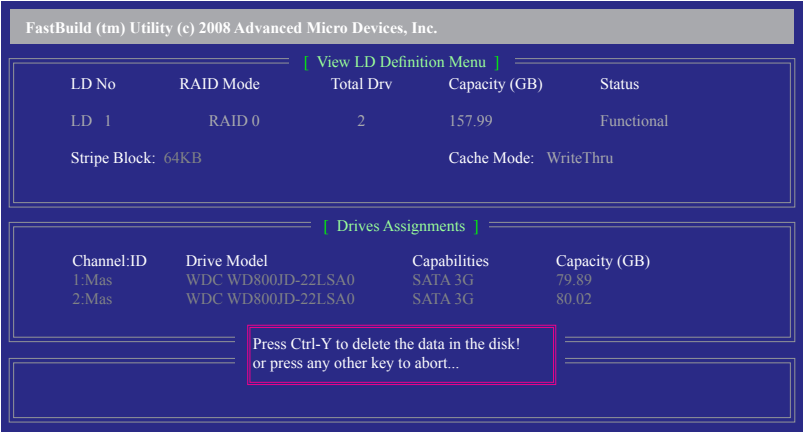 FastBuild (tm) Utility (c) 2008 Advanced Micro Devices, Inc.
[ View LD Definition Menu ]
LD No RAID Mode Total Drv Capacity (GB) Status
LD 1 RAID 0 2 157.99 Functional
Stripe Block: 64KB Cache Mode: WriteThru
[ Drives Assignments ]
Channel:ID Drive Model Capabilities Capacity (GB)
1:Mas WDC WD800JD-22LSA0 SATA 3G 79.89
2:Mas WDC WD800JD-22LSA0 SATA 3G 80.02
Press Ctrl-Y to delete the data in the disk!
or press any other key to abort...